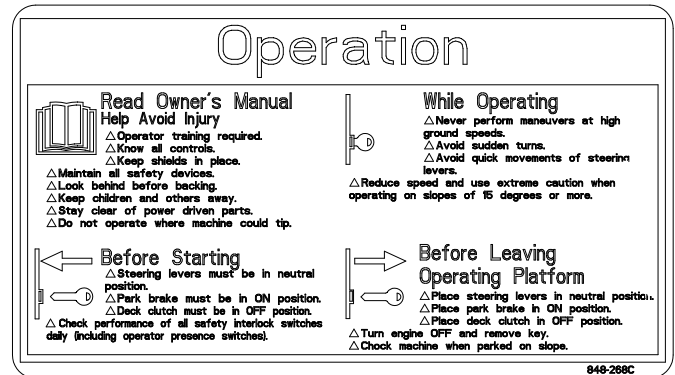 Operation
Read Owner's Manual
Help Avoid Injury
△Operator training required.
△Know all controls.
△Keep shields in place.
△Maintain all safety devices.
△Look behind before backing.
△Keep children and others away.
△Stay clear of power driven parts.
△Do not operate where machine could tip.
While Operating
△Never perform maneuvers at high
ground speeds.
△Avoid sudden turns.
△Avoid quick movements of steering
levers.
△Reduce speed and use extreme caution when
operating on slopes of 15 degrees or more.
Before Starting
△Steering levers must be in neutral
position.
△Park brake must be in ON position.
△Deck clutch must be in OFF position.
△Check performance of all safety interlock switches
daily (including operator presence switches).
Before Leaving
Operating Platform
△Place steering levers in neutral position.
△Place park brake in ON position.
△Place deck clutch in OFF position.
△Turn engine OFF and remove key.
△Chock machine when parked on slope.
848-268C